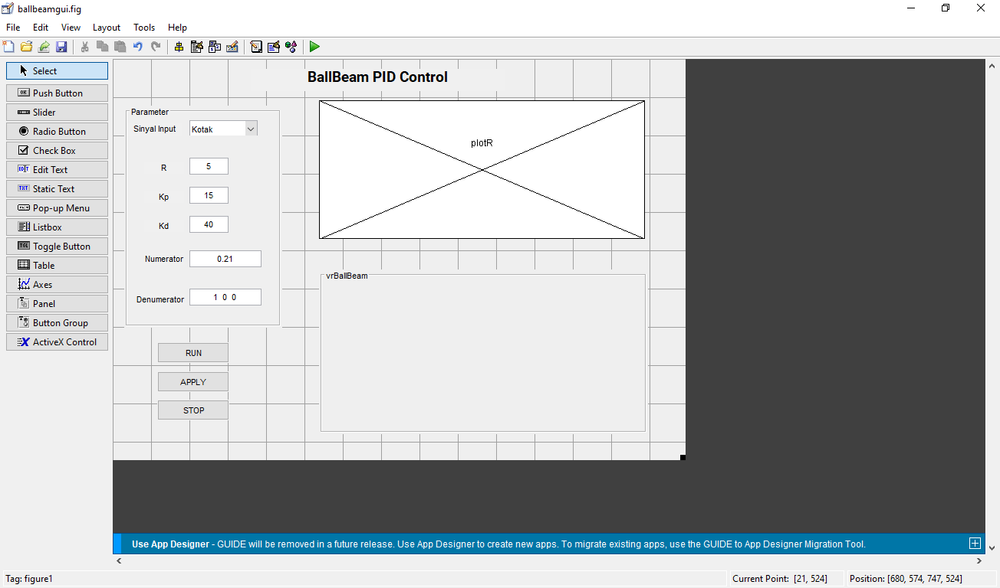 ballbeamgui.fig
File Edit View Layout Tools Help
Select
Push Button
Slider
Radio Button
Check Box
Edit Text
Static Text
Pop-up Menu
Listbox
Toggle Button
Table
Axes
Panel
Button Group
ActiveX Control
BallBeam PID Control
Parameter
Sinyal Input Kotak
R 5
Kp 15
Kd 40
Numerator 0.21
Denumerator 1 0 0
RUN
APPLY
STOP
plotR
vrBallBeam
Use App Designer - GUIDE will be removed in a future release. Use App Designer to create new apps. To migrate existing apps, use the GUIDE to App Designer Migration Tool.
Tag: figure1 Current Point: [21, 524] Position: [680, 574, 747, 524]